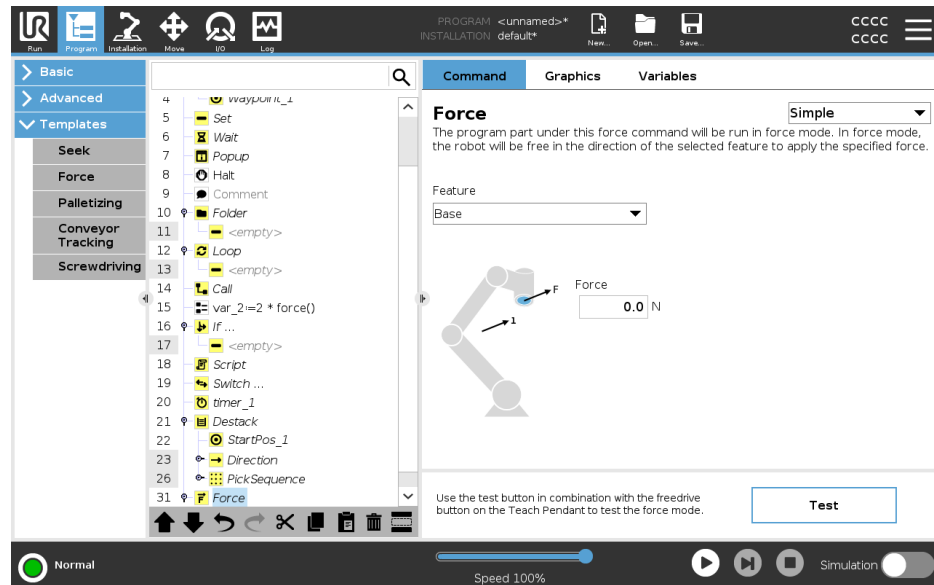 PROGRAM <unnamed>*
INSTALLATION default*
CCCC
CCCC
Run
Program
Installation
Move
I/O
Log
New...
Open...
Save...
Basic
Advanced
Templates
Seek
Force
Palletizing
Conveyor
Tracking
Screwdriving
4 Waypoint_1
5 Set
6 Wait
7 Popup
8 Halt
9 Comment
10 Folder
11 <empty>
12 Loop
13 <empty>
14 Call
15 var_2:=2 * force()
16 If ...
17 <empty>
18 Script
19 Switch ...
20 timer_1
21 Destack
22 StartPos_1
23 Direction
26 PickSequence
31 Force
Command Graphics Variables
Force
Simple
The program part under this force command will be run in force mode. In force mode,
the robot will be free in the direction of the selected feature to apply the specified force.
Feature
Base
F
1
Force
0.0 N
Use the test button in combination with the freedrive
button on the Teach Pendant to test the force mode.
Test
Normal
Speed 100%
Simulation